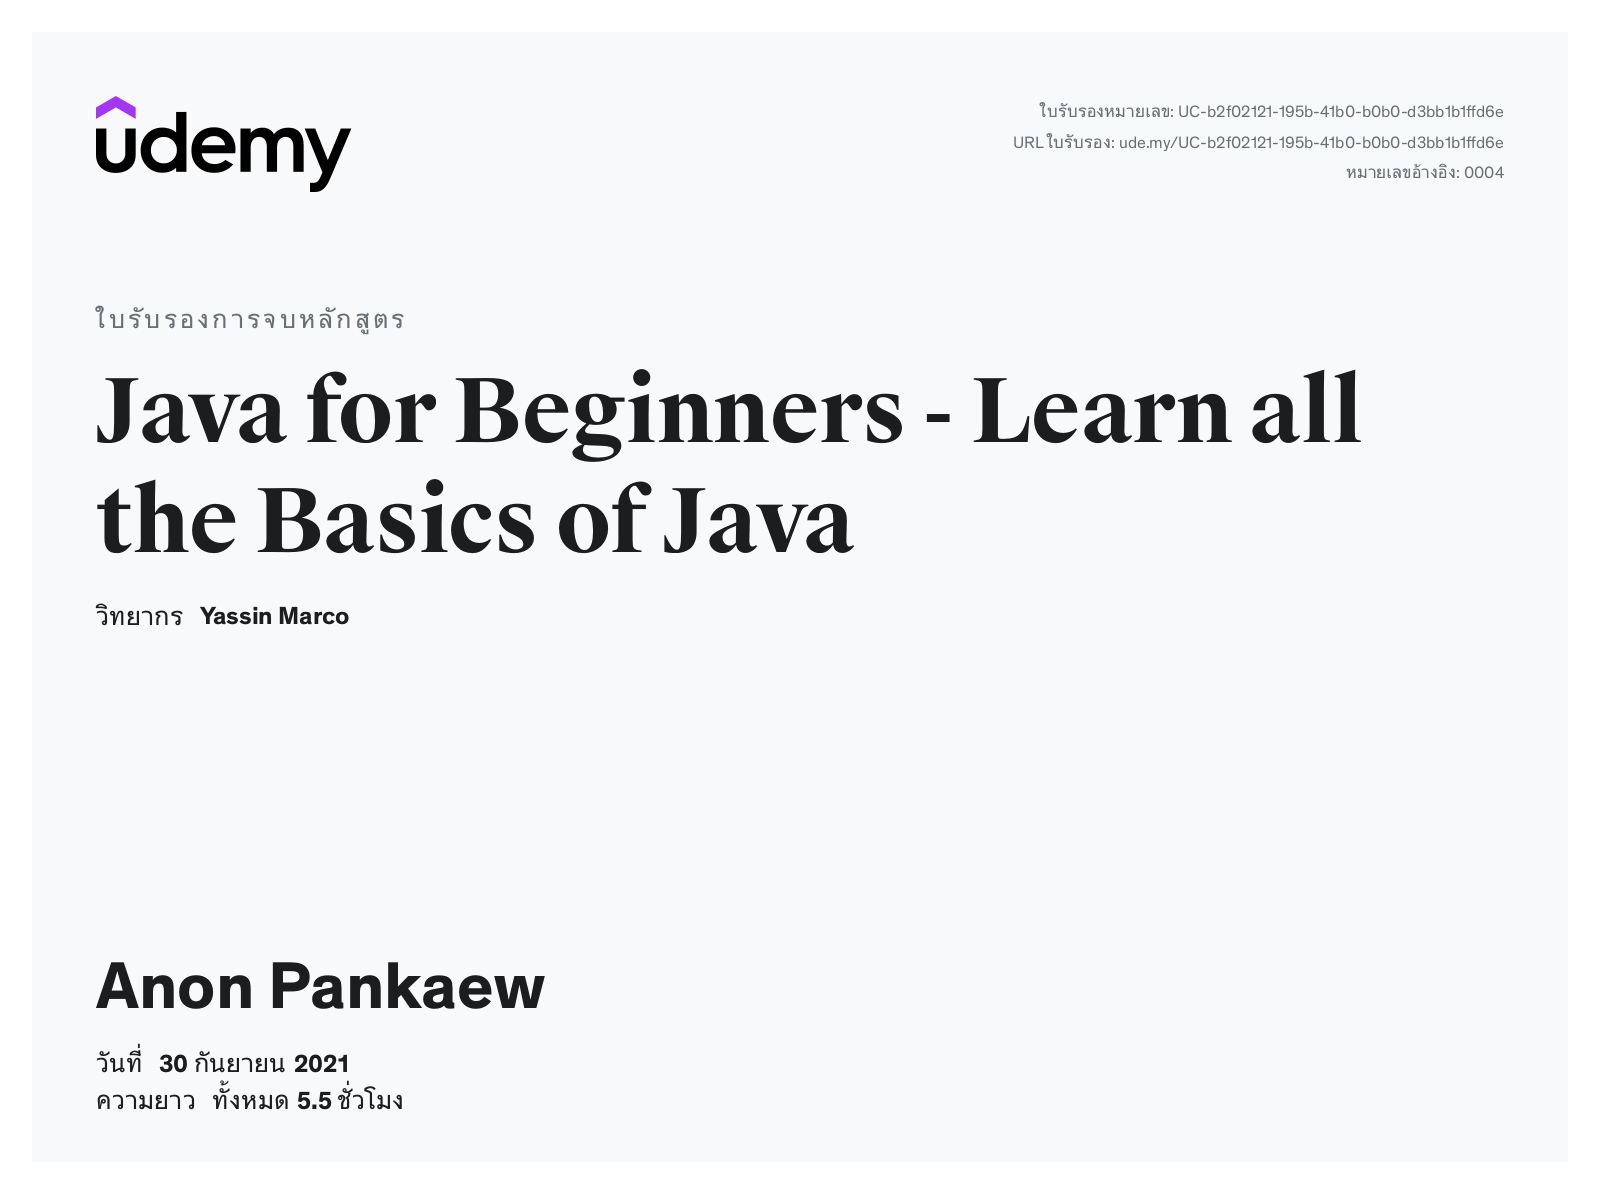 udemy
ใบรับรองหมายเลข: UC-b2f02121-195b-41b0-b0b0-d3bb1b1ffd6e
URLใบรับรอง: ude.my/UC-b2f02121-195b-41b0-b0b0-d3bb1b1ffd6e
หมายเลขอ้างอิง: 0004
ใบรับรองการจบหลักสูตร
Java for Beginners - Learn all
the Basics of Java
วิทยากร Yassin Marco
Anon Pankaew
วันที่ 30 กันยายน 2021
ความยาว ทั้งหมด 5.5 ชั่วโมง